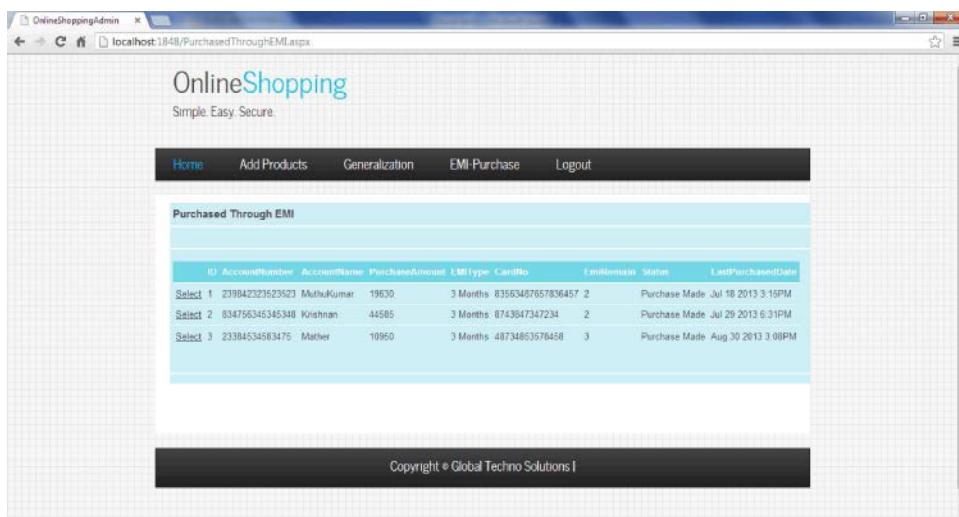 OnlineShoppingAdmin
localhost:1848/PurchasedThroughEMI.aspx
OnlineShopping
Simple. Easy. Secure.
Home Add Products Generalization EMI-Purchase Logout
Purchased Through EMI
ID AccountNumber AccountName PurchaseAmount EMIType CardNo EmiRemain Status LastPurchasedDate
Select 1 239842323523523 MuthuKumar 19630 3 Months 83563487657836457 2 Purchase Made Jul 18 2013 3:15PM
Select 2 834756345345348 Krishnan 44585 3 Months 8743847347234 2 Purchase Made Jul 29 2013 6:31PM
Select 3 23384534583475 Mather 10950 3 Months 48734853578458 3 Purchase Made Aug 30 2013 3:08PM
Copyright © Global Techno Solutions |